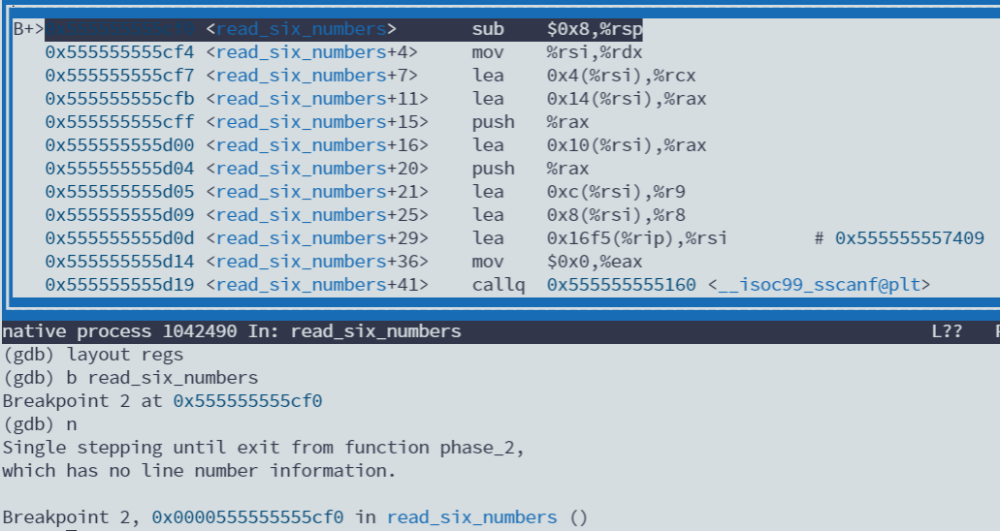 B+> <read_six_numbers> sub $0x8,%rsp
0x555555555cf4 <read_six_numbers+4> mov %rsi,%rdx
0x555555555cf7 <read_six_numbers+7> lea 0x4(%rsi),%rcx
0x555555555cfb <read_six_numbers+11> lea 0x14(%rsi),%rax
0x555555555cff <read_six_numbers+15> push %rax
0x555555555d00 <read_six_numbers+16> lea 0x10(%rsi),%rax
0x555555555d04 <read_six_numbers+20> push %rax
0x555555555d05 <read_six_numbers+21> lea 0xc(%rsi),%r9
0x555555555d09 <read_six_numbers+25> lea 0x8(%rsi),%r8
0x555555555d0d <read_six_numbers+29> lea 0x16f5(%rip),%rsi # 0x555555557409
0x555555555d14 <read_six_numbers+36> mov $0x0,%eax
0x555555555d19 <read_six_numbers+41> callq 0x555555555160 <__isoc99_sscanf@plt>
native process 1042490 In: read_six_numbers L??
(gdb) layout regs
(gdb) b read_six_numbers
Breakpoint 2 at 0x555555555cf0
(gdb) n
Single stepping until exit from function phase_2,
which has no line number information.
Breakpoint 2, 0x0000555555555cf0 in read_six_numbers ()